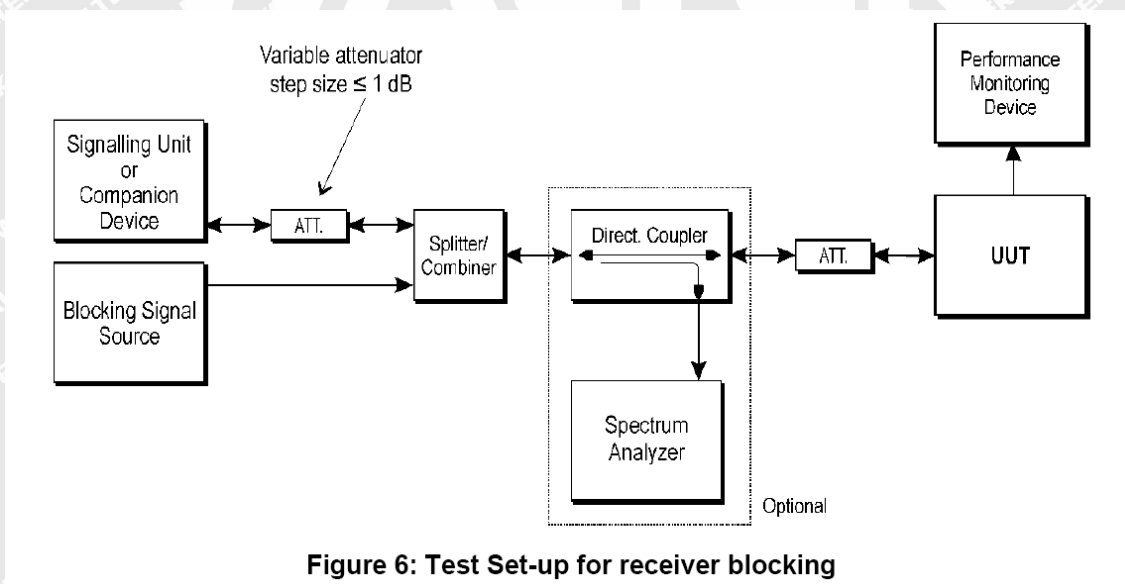 Variable attenuator
step size ≤ 1 dB
Performance
Monitoring
Device
Signalling Unit
or
Companion
Device
ATT.
Splitter/
Combiner
Direct. Coupler
ATT.
UUT
Blocking Signal
Source
Spectrum
Analyzer
Optional
Figure 6: Test Set-up for receiver blocking